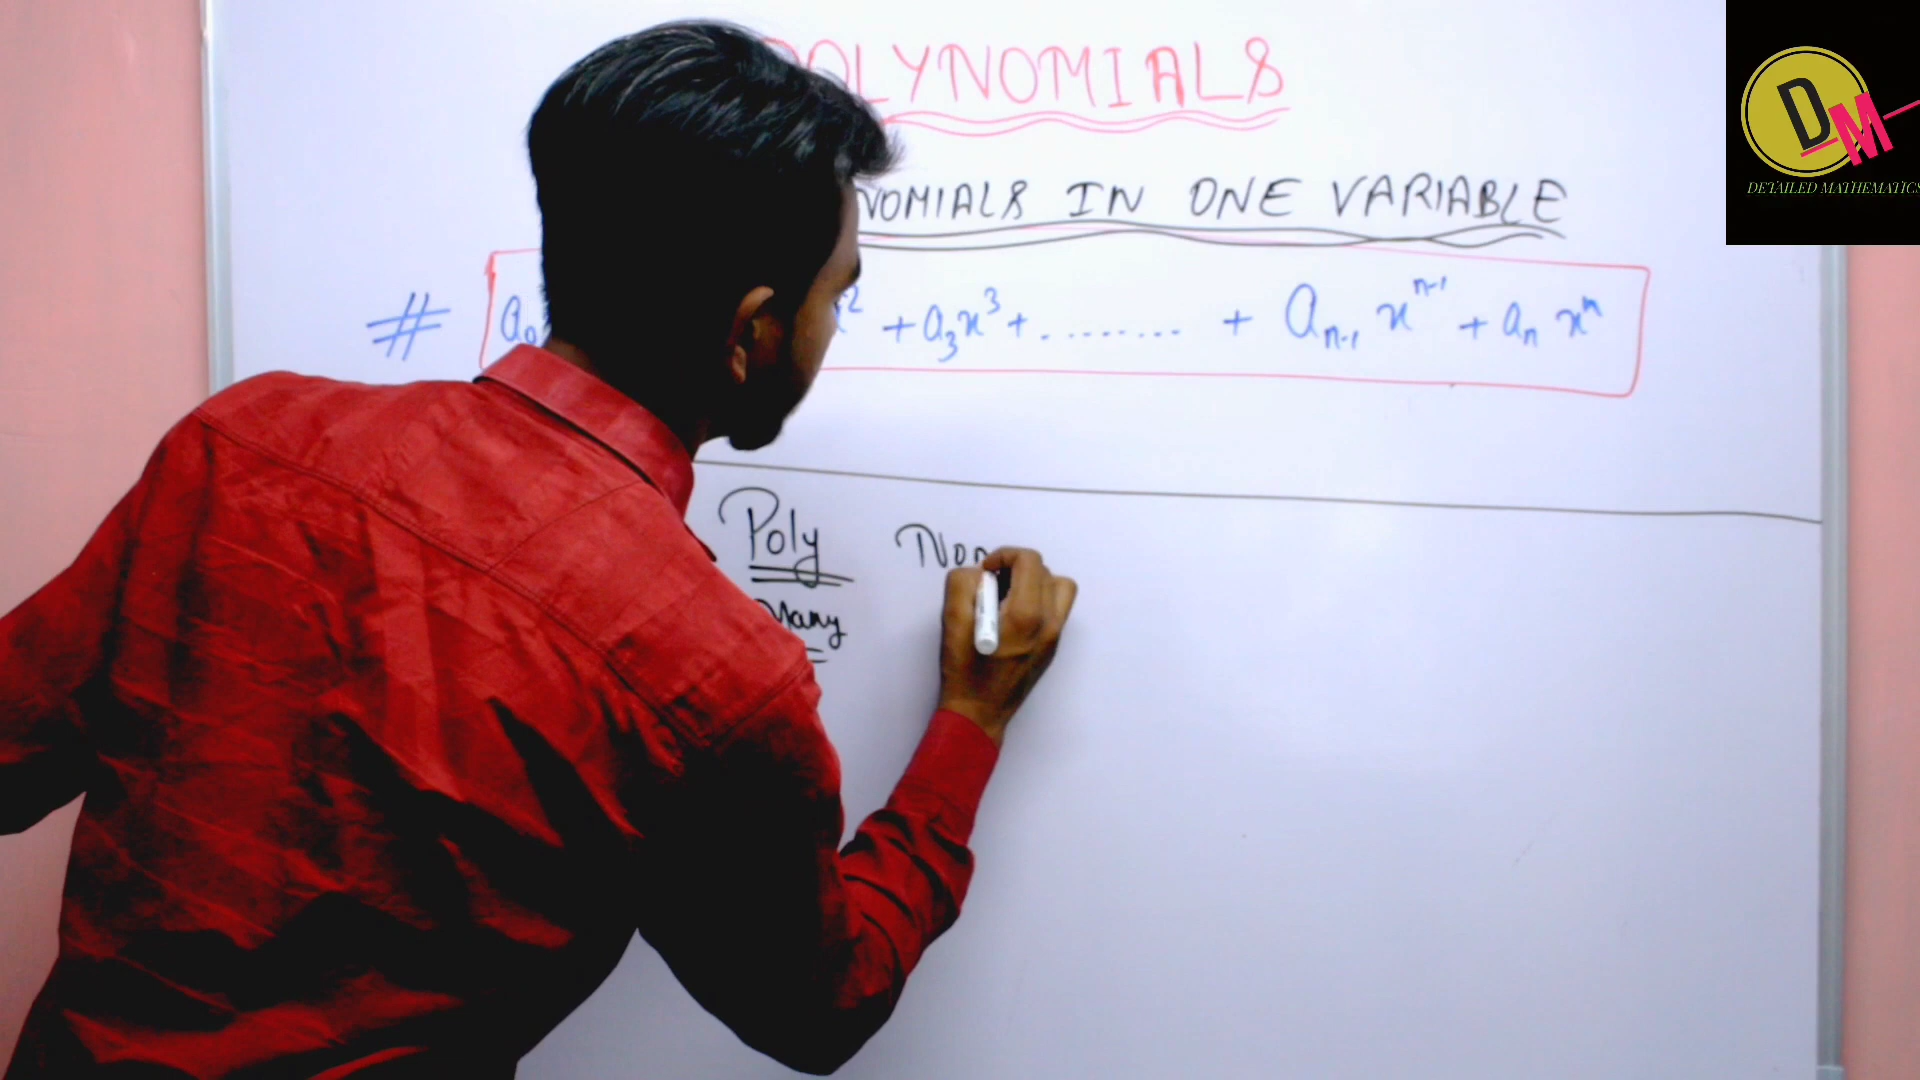 POLYNOMIALS
NOMIALS IN ONE VARIABLE
# a₀ x² + a₃x³ + ........ + aₙ₋₁ xⁿ⁻¹ + aₙ xⁿ
Poly Nom
Many
DM
DETAILED MATHEMATICS